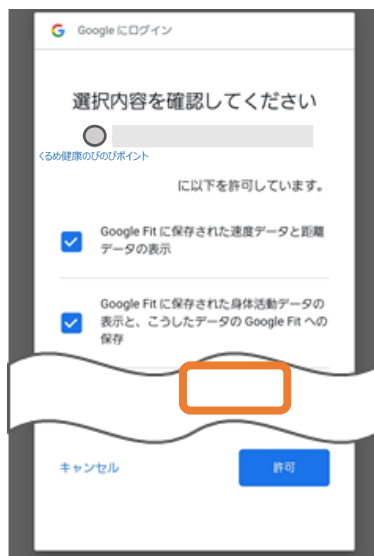 G Google にログイン
選択内容を確認してください
くるめ健康のびのびポイント
に以下を許可しています。
Google Fit に保存された速度データと距離
データの表示
Google Fit に保存された身体活動データの
表示と、こうしたデータの Google Fit への
保存
キャンセル
許可